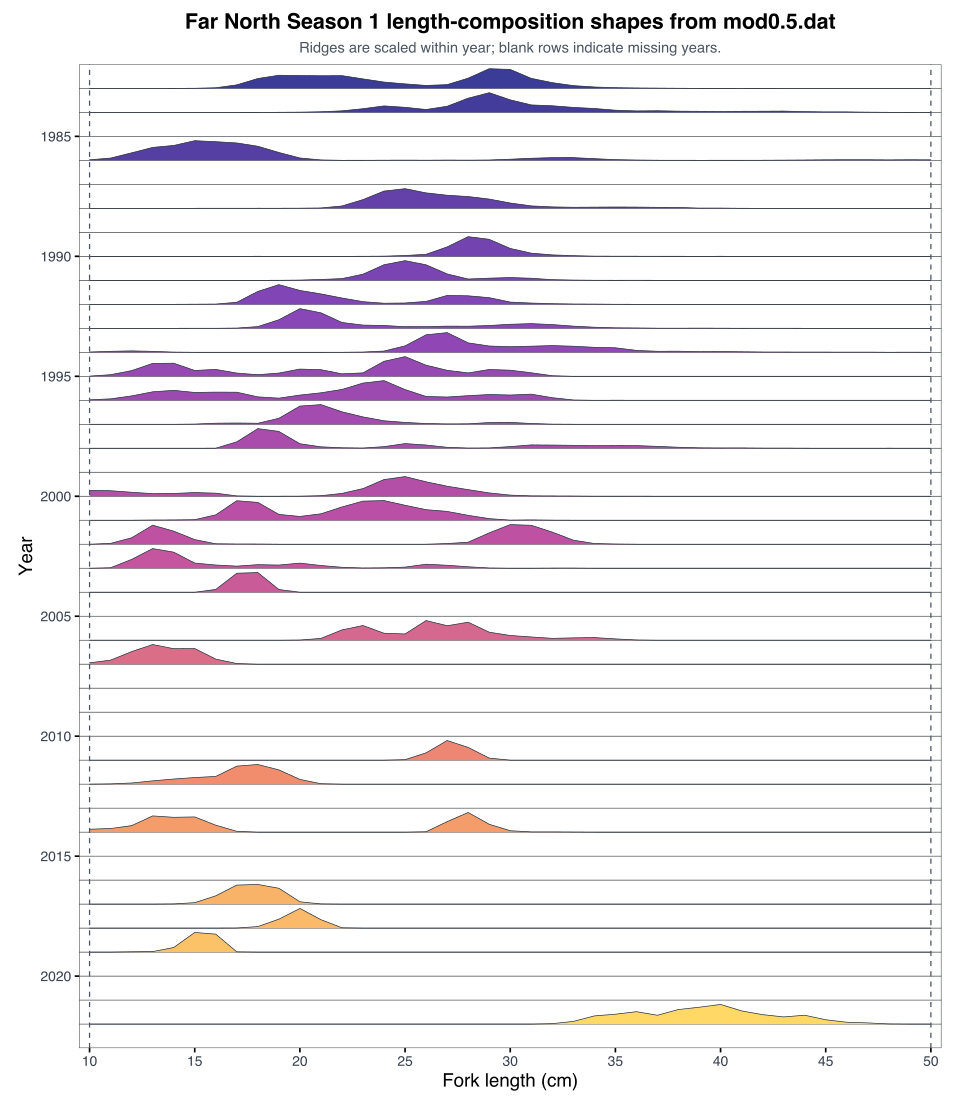 Far North Season 1 length-composition shapes from mod0.5.dat
Ridges are scaled within year; blank rows indicate missing years.
1985
1990
1995
2000
2005
2010
2015
2020
Year
10 15 20 25 30 35 40 45 50
Fork length (cm)